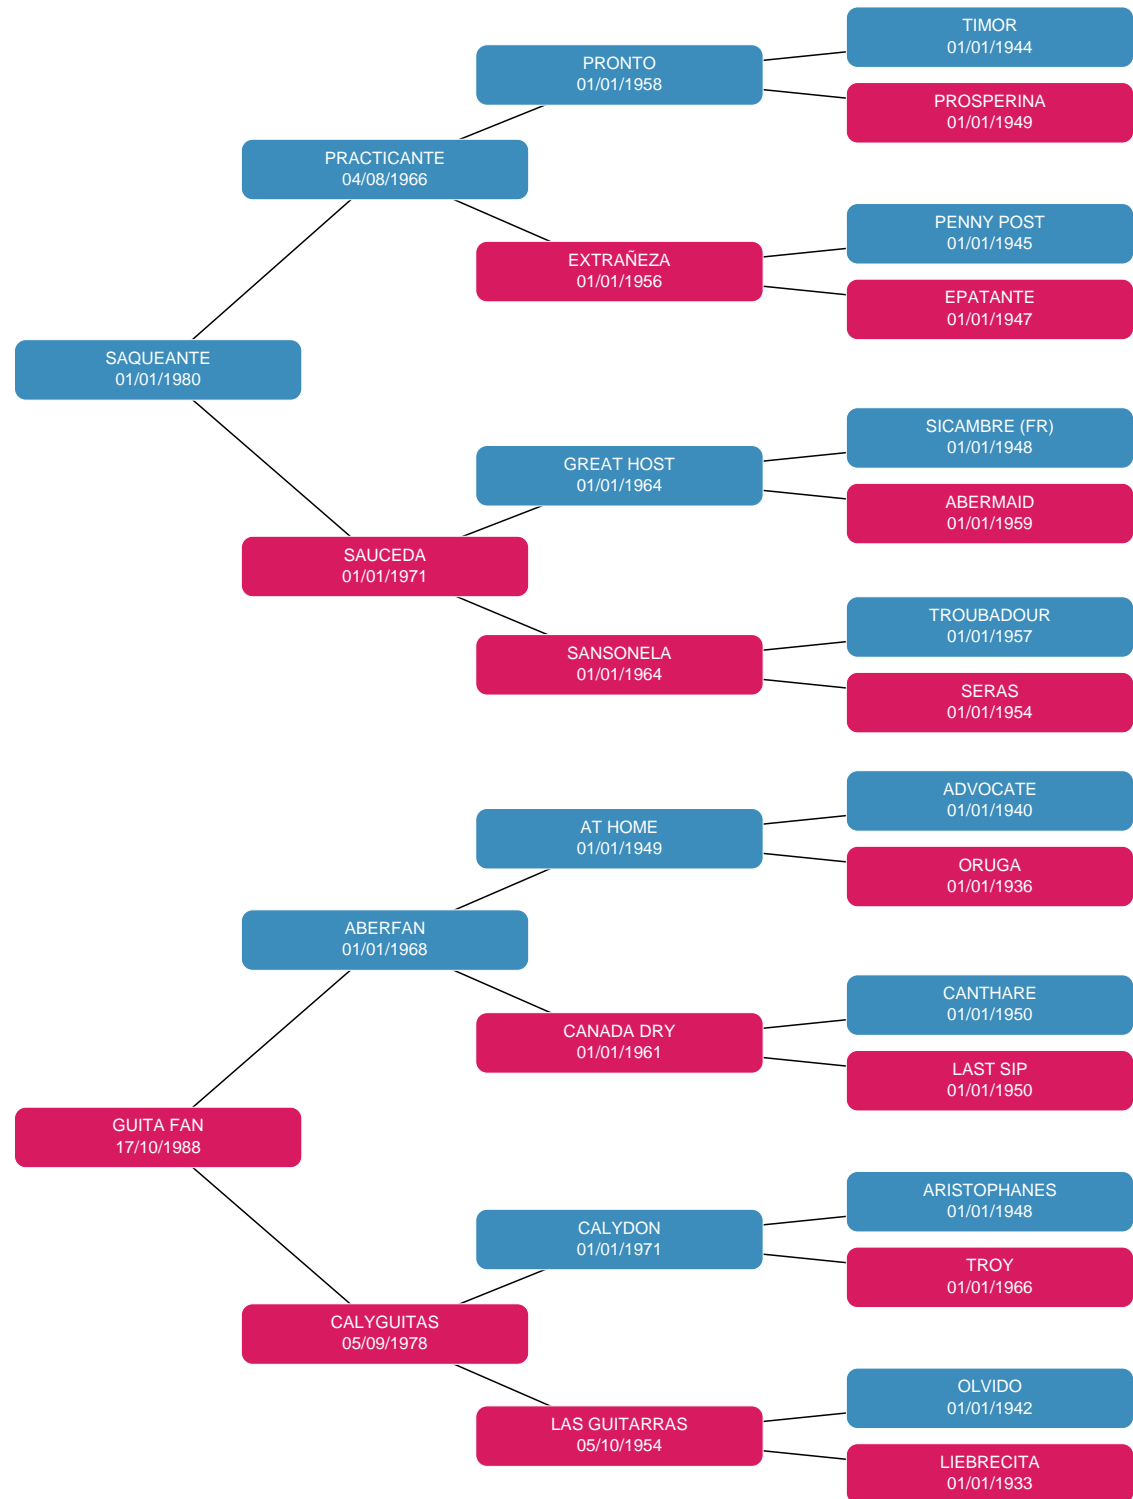 TIMOR
01/01/1944
PRONTO
01/01/1958
PROSPERINA
01/01/1949
PRACTICANTE
04/08/1966
PENNY POST
01/01/1945
EXTRAÑEZA
01/01/1956
EPATANTE
01/01/1947
SAQUEANTE
01/01/1980
SICAMBRE (FR)
01/01/1948
GREAT HOST
01/01/1964
ABERMAID
01/01/1959
SAUCEDA
01/01/1971
TROUBADOUR
01/01/1957
SANSONELA
01/01/1964
SERAS
01/01/1954
ADVOCATE
01/01/1940
AT HOME
01/01/1949
ORUGA
01/01/1936
ABERFAN
01/01/1968
CANTHARE
01/01/1950
CANADA DRY
01/01/1961
LAST SIP
01/01/1950
GUITA FAN
17/10/1988
ARISTOPHANES
01/01/1948
CALYDON
01/01/1971
TROY
01/01/1966
CALYGUITAS
05/09/1978
OLVIDO
01/01/1942
LAS GUITARRAS
05/10/1954
LIEBRECITA
01/01/1933